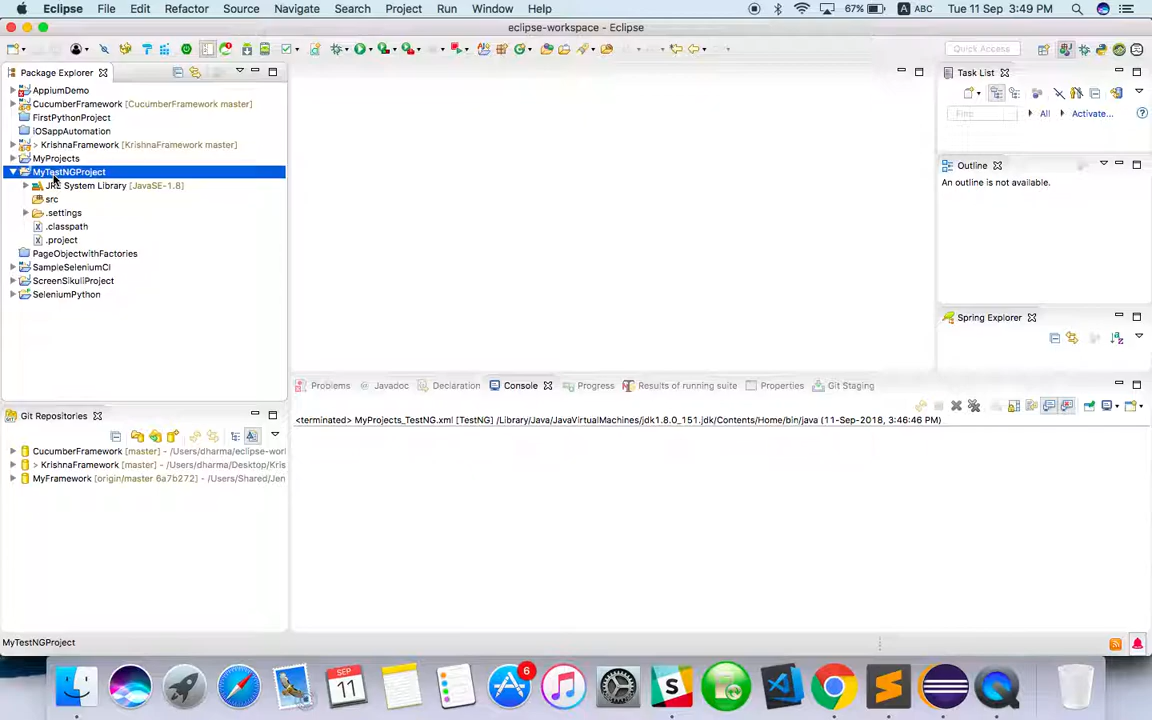 Eclipse File Edit Refactor Source Navigate Search Project Run Window Help 67% ABC Tue 11 Sep 3:49 PM
eclipse-workspace - Eclipse
Quick Access
Package Explorer
Task List
AppiumDemo
CucumberFramework [CucumberFramework master]
FirstPythonProject
iOSappAutomation
> KrishnaFramework [KrishnaFramework master]
MyProjects
MyTestNGProject
JRE System Library [JavaSE-1.8]
src
.settings
.classpath
.project
PageObjectwithFactories
SampleSeleniumCI
ScreenSikuliProject
SeleniumPython
Find All Activate...
Outline
An outline is not available.
Spring Explorer
Problems Javadoc Declaration Console Progress Results of running suite Properties Git Staging
<terminated> MyProjects_TestNG.xml [TestNG] /Library/Java/JavaVirtualMachines/jdk1.8.0_151.jdk/Contents/Home/bin/java (11-Sep-2018, 3:46:46 PM)
Git Repositories
CucumberFramework [master] - /Users/dharma/eclipse-wor
> KrishnaFramework [master] - /Users/dharma/Desktop/Kris
MyFramework [origin/master 6a7b272] - /Users/Shared/Jen
MyTestNGProject
SEP
11
6